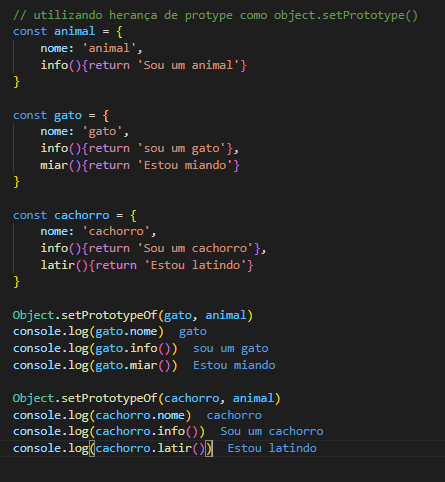 // utilizando herança de protype como object.setPrototype()
const animal = {
    nome: 'animal',
    info(){return 'Sou um animal'}
}
const gato = {
    nome: 'gato',
    info(){return 'sou um gato'},
    miar(){return 'Estou miando'}
}
const cachorro = {
    nome: 'cachorro',
    info(){return 'Sou um cachorro'},
    latir(){return 'Estou latindo'}
}
Object.setPrototypeOf(gato, animal)
console.log(gato.nome)  gato
console.log(gato.info())  sou um gato
console.log(gato.miar())  Estou miando
Object.setPrototypeOf(cachorro, animal)
console.log(cachorro.nome)  cachorro
console.log(cachorro.info())  Sou um cachorro
console.log(cachorro.latir())  Estou latindo